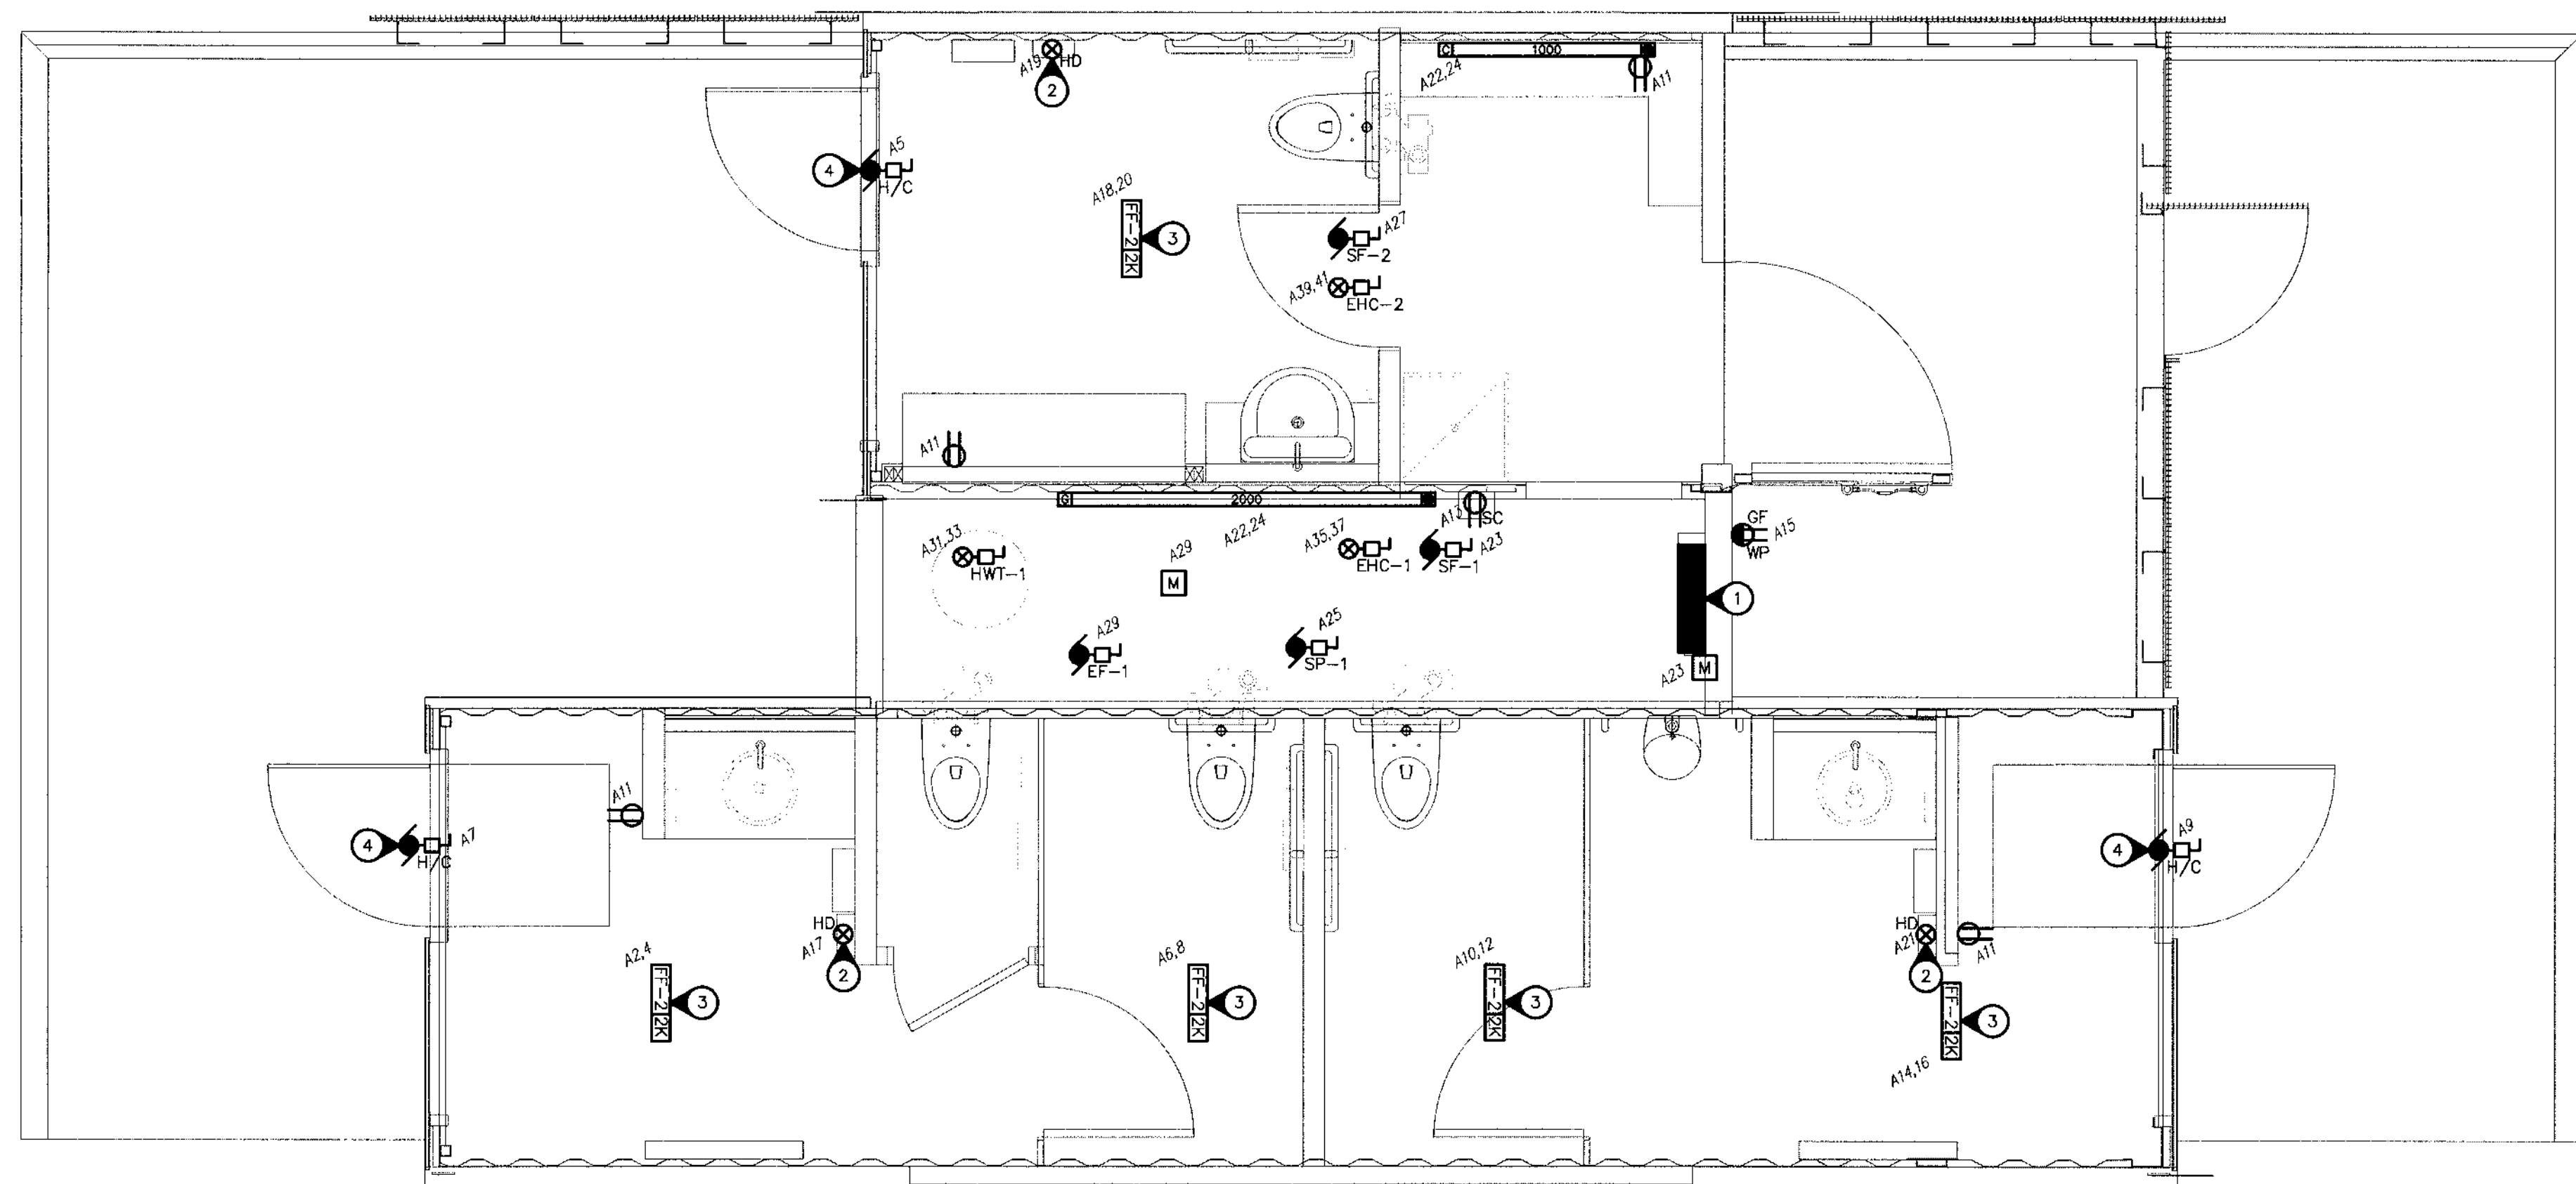 C 1000
A19 HD
A22,24
2
A11
A5
4
H/C
A18,20
FF-2 2K
3
A27
SF-2
A39,41
EHC-2
A11
G 2000
A13 SC
GF
A15
WP
A31,33
A22,24
A35,37
A23
A29
HWT-1
EHC-1
SF-1
M
1
A29
A25
EF-1
SP-1
A23
M
A11
4
A7
H/C
4
A9
H/C
HD
A17
2
HD
A21
A11
2
A2,4
A6,8
A10,12
FF-2 2K
3
FF-2 2K
3
FF-2 2K
3
FF-2 2K
3
A14,16